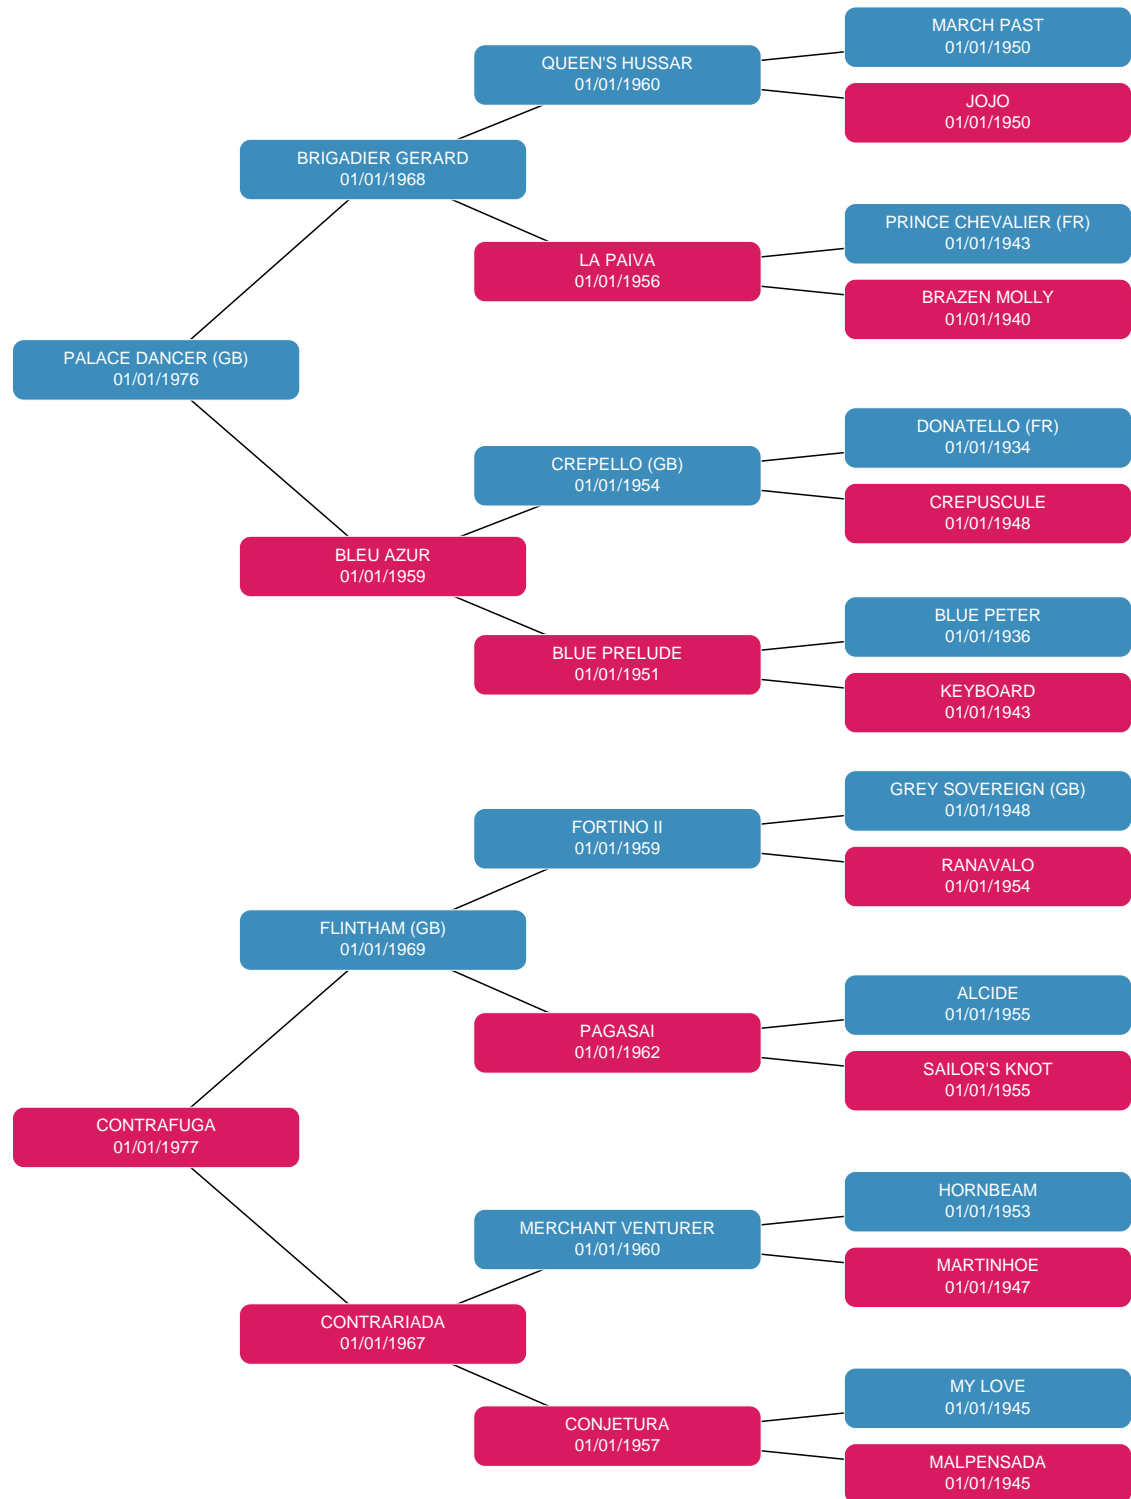 MARCH PAST
01/01/1950
QUEEN'S HUSSAR
01/01/1960
JOJO
01/01/1950
BRIGADIER GERARD
01/01/1968
PRINCE CHEVALIER (FR)
01/01/1943
LA PAIVA
01/01/1956
BRAZEN MOLLY
01/01/1940
PALACE DANCER (GB)
01/01/1976
DONATELLO (FR)
01/01/1934
CREPELLO (GB)
01/01/1954
CREPUSCULE
01/01/1948
BLEU AZUR
01/01/1959
BLUE PETER
01/01/1936
BLUE PRELUDE
01/01/1951
KEYBOARD
01/01/1943
GREY SOVEREIGN (GB)
01/01/1948
FORTINO II
01/01/1959
RANAVALO
01/01/1954
FLINTHAM (GB)
01/01/1969
ALCIDE
01/01/1955
PAGASAI
01/01/1962
SAILOR'S KNOT
01/01/1955
CONTRAFUGA
01/01/1977
HORNBEAM
01/01/1953
MERCHANT VENTURER
01/01/1960
MARTINHOE
01/01/1947
CONTRARIADA
01/01/1967
MY LOVE
01/01/1945
CONJETURA
01/01/1957
MALPENSADA
01/01/1945